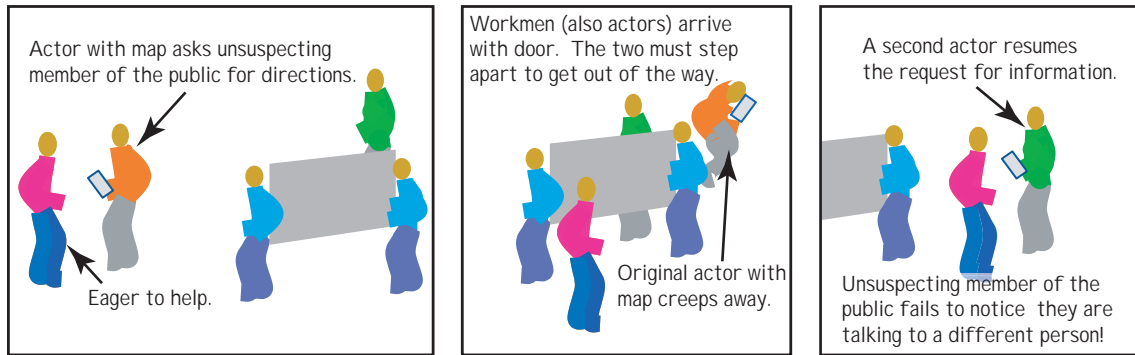 Actor with map asks unsuspecting
member of the public for directions.
Eager to help.
Workmen (also actors) arrive
with door. The two must step
apart to get out of the way.
Original actor with
map creeps away.
A second actor resumes
the request for information.
Unsuspecting member of the
public fails to notice they are
talking to a different person!